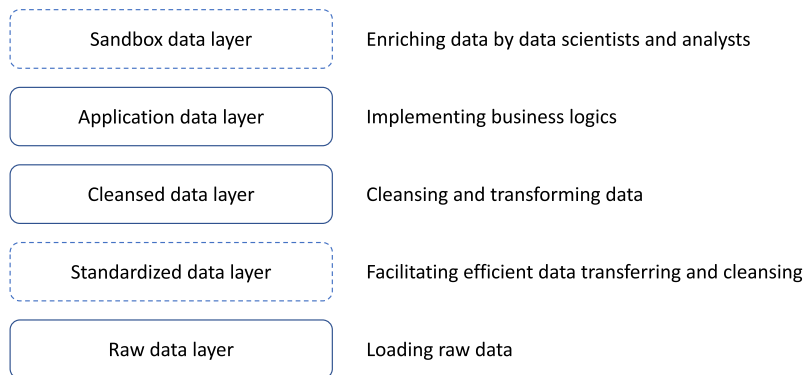 Sandbox data layer Enriching data by data scientists and analysts
Application data layer Implementing business logics
Cleansed data layer Cleansing and transforming data
Standardized data layer Facilitating efficient data transferring and cleansing
Raw data layer Loading raw data